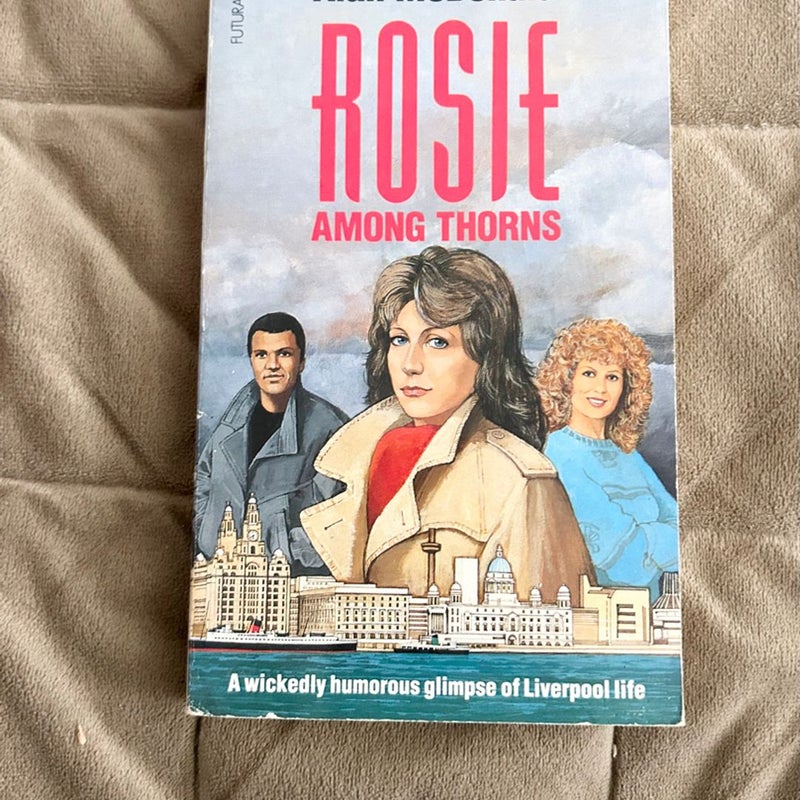 FUTURA
ROSIE
AMONG THORNS
A wickedly humorous glimpse of Liverpool life